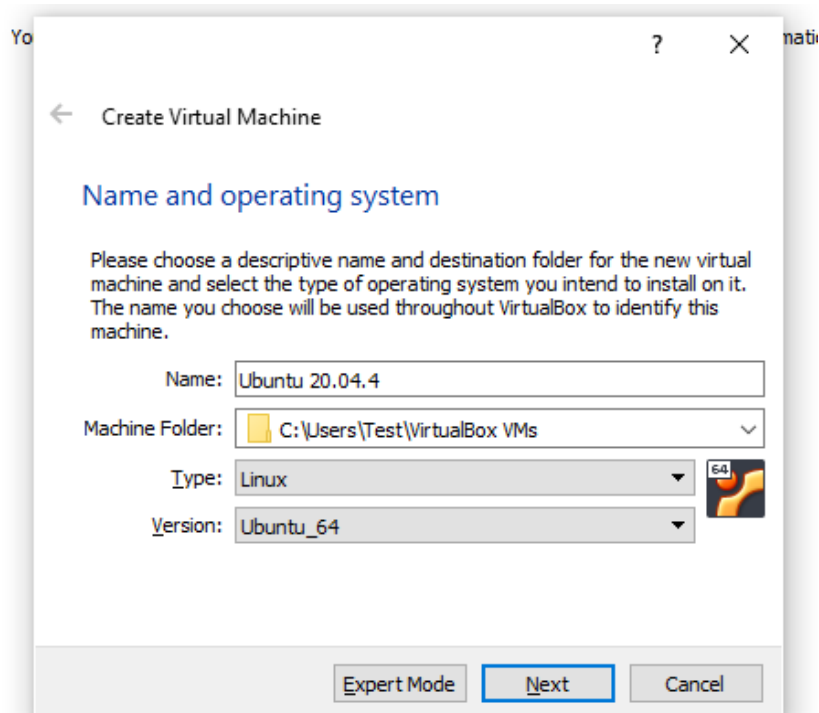 Yo
?
mati
Create Virtual Machine
Name and operating system
Please choose a descriptive name and destination folder for the new virtual
machine and select the type of operating system you intend to install on it.
The name you choose will be used throughout VirtualBox to identify this
machine.
Name: Ubuntu 20.04.4
Machine Folder: C:\Users\Test\VirtualBox VMs
Type: Linux
64
Version: Ubuntu_64
Expert Mode Next Cancel